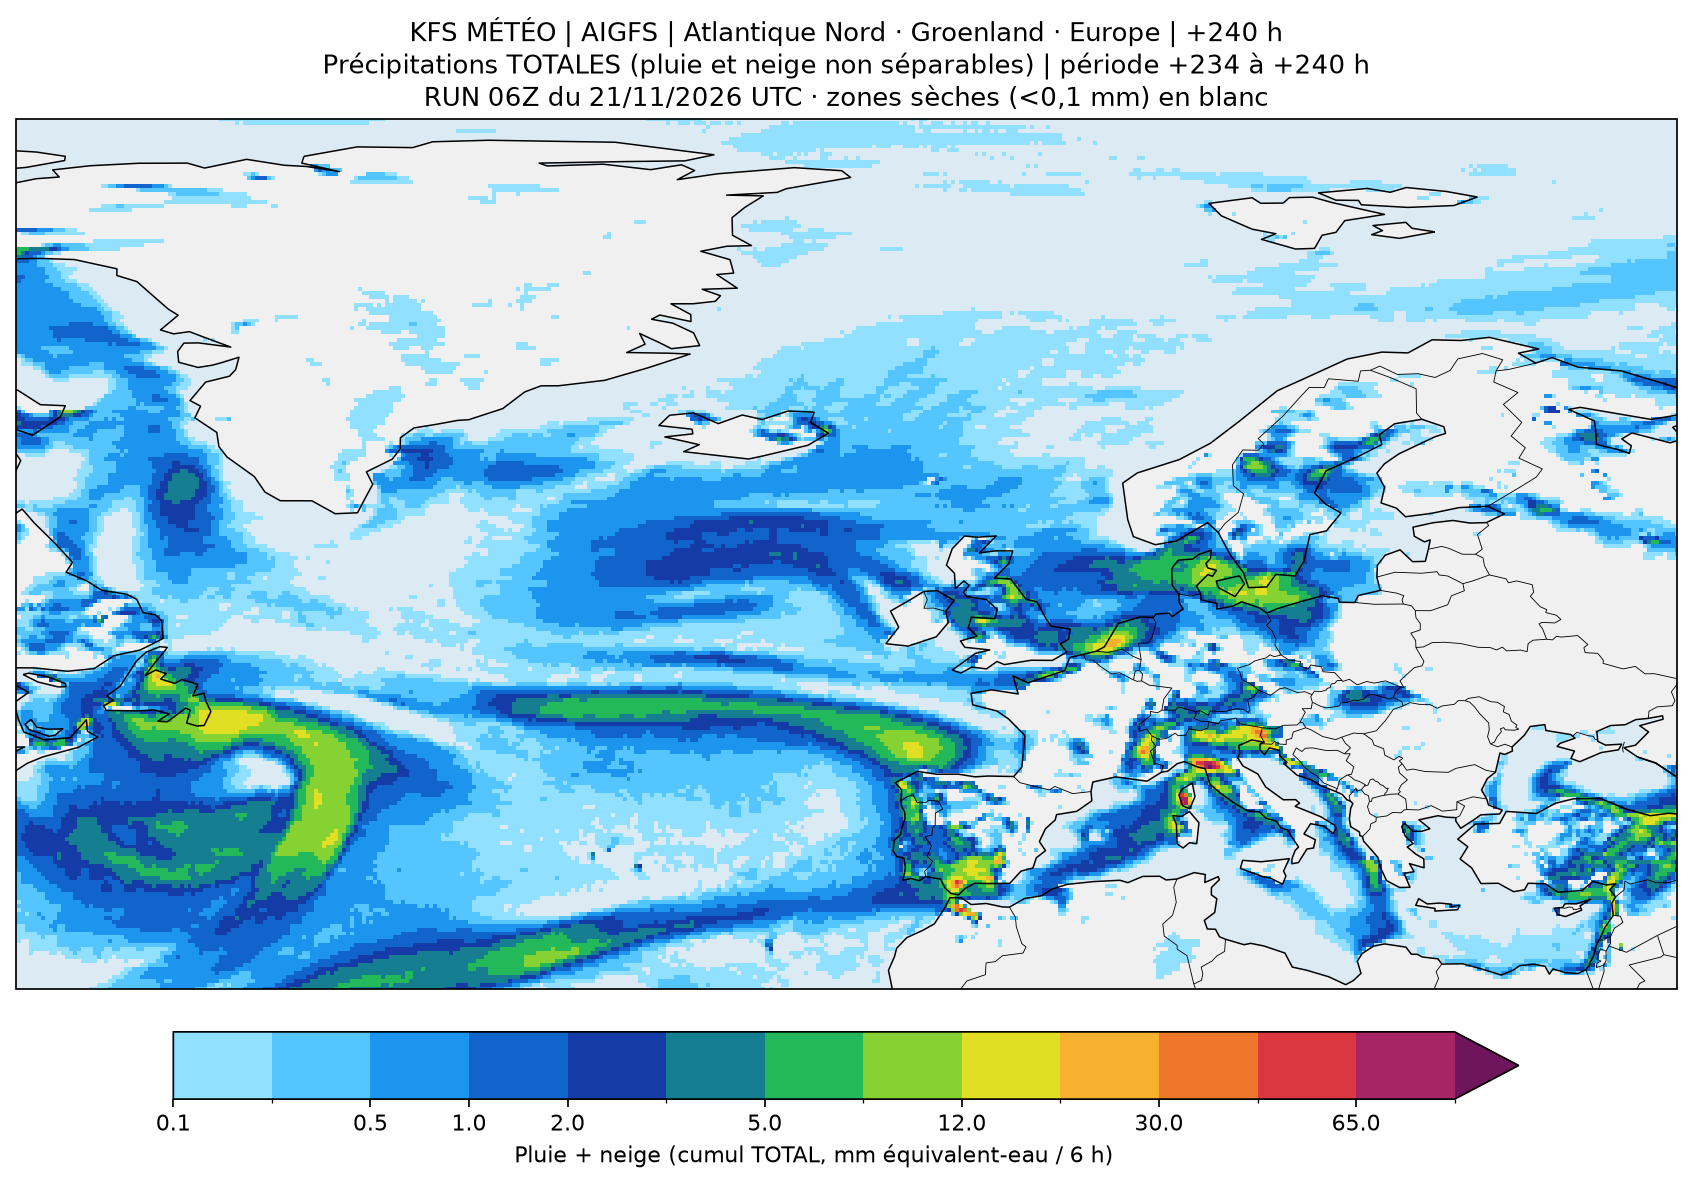 KFS MÉTÉO | AIGFS | Atlantique Nord · Groenland · Europe | +240 h
Précipitations TOTALES (pluie et neige non séparables) | période +234 à +240 h
RUN 06Z du 21/11/2026 UTC · zones sèches (<0,1 mm) en blanc
0.1 0.5 1.0 2.0 5.0 12.0 30.0 65.0
Pluie + neige (cumul TOTAL, mm équivalent-eau / 6 h)